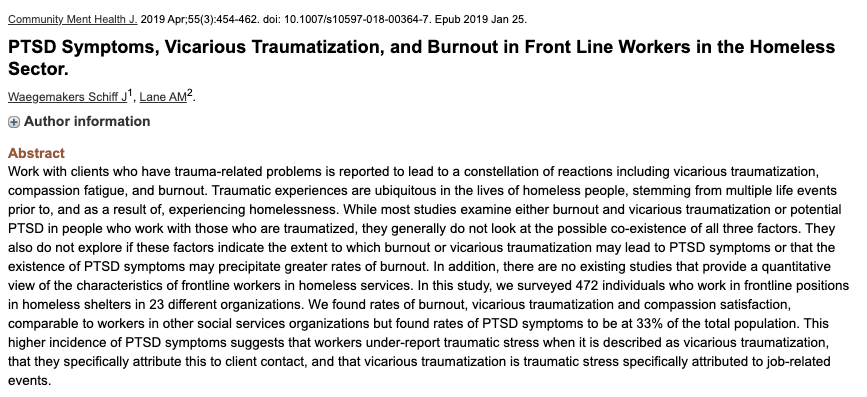 Community Ment Health J. 2019 Apr;55(3):454-462. doi: 10.1007/s10597-018-00364-7. Epub 2019 Jan 25.
PTSD Symptoms, Vicarious Traumatization, and Burnout in Front Line Workers in the Homeless
Sector.
Waegemakers Schiff J1, Lane AM2.
Author information
Abstract
Work with clients who have trauma-related problems is reported to lead to a constellation of reactions including vicarious traumatization,
compassion fatigue, and burnout. Traumatic experiences are ubiquitous in the lives of homeless people, stemming from multiple life events
prior to, and as a result of, experiencing homelessness. While most studies examine either burnout and vicarious traumatization or potential
PTSD in people who work with those who are traumatized, they generally do not look at the possible co-existence of all three factors. They
also do not explore if these factors indicate the extent to which burnout or vicarious traumatization may lead to PTSD symptoms or that the
existence of PTSD symptoms may precipitate greater rates of burnout. In addition, there are no existing studies that provide a quantitative
view of the characteristics of frontline workers in homeless services. In this study, we surveyed 472 individuals who work in frontline positions
in homeless shelters in 23 different organizations. We found rates of burnout, vicarious traumatization and compassion satisfaction,
comparable to workers in other social services organizations but found rates of PTSD symptoms to be at 33% of the total population. This
higher incidence of PTSD symptoms suggests that workers under-report traumatic stress when it is described as vicarious traumatization,
that they specifically attribute this to client contact, and that vicarious traumatization is traumatic stress specifically attributed to job-related
events.